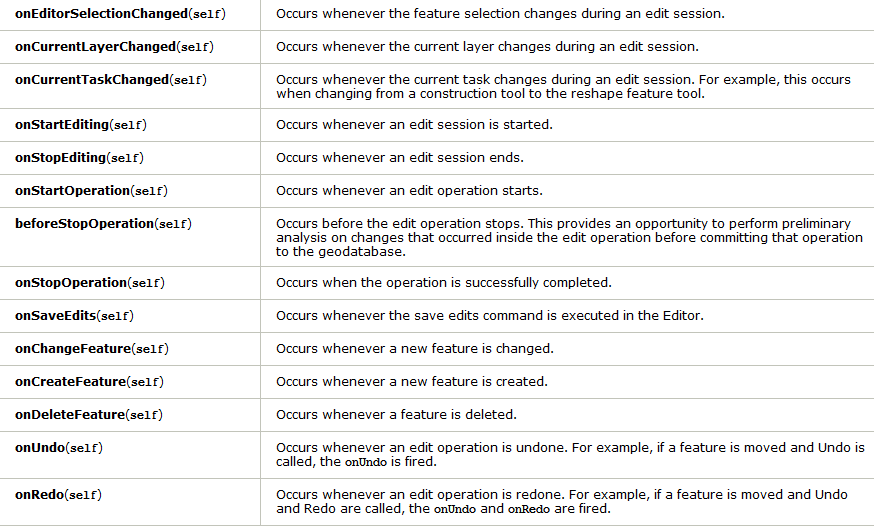 onEditorSelectionChanged(self) Occurs whenever the feature selection changes during an edit session.
onCurrentLayerChanged(self) Occurs whenever the current layer changes during an edit session.
onCurrentTaskChanged(self) Occurs whenever the current task changes during an edit session. For example, this occurs
when changing from a construction tool to the reshape feature tool.
onStartEditing(self) Occurs whenever an edit session is started.
onStopEditing(self) Occurs whenever an edit session ends.
onStartOperation(self) Occurs whenever an edit operation starts.
beforeStopOperation(self) Occurs before the edit operation stops. This provides an opportunity to perform preliminary
analysis on changes that occurred inside the edit operation before committing that operation
to the geodatabase.
onStopOperation(self) Occurs when the operation is successfully completed.
onSaveEdits(self) Occurs whenever the save edits command is executed in the Editor.
onChangeFeature(self) Occurs whenever a new feature is changed.
onCreateFeature(self) Occurs whenever a new feature is created.
onDeleteFeature(self) Occurs whenever a feature is deleted.
onUndo(self) Occurs whenever an edit operation is undone. For example, if a feature is moved and Undo is
called, the onUndo is fired.
onRedo(self) Occurs whenever an edit operation is redone. For example, if a feature is moved and Undo
and Redo are called, the onUndo and onRedo are fired.